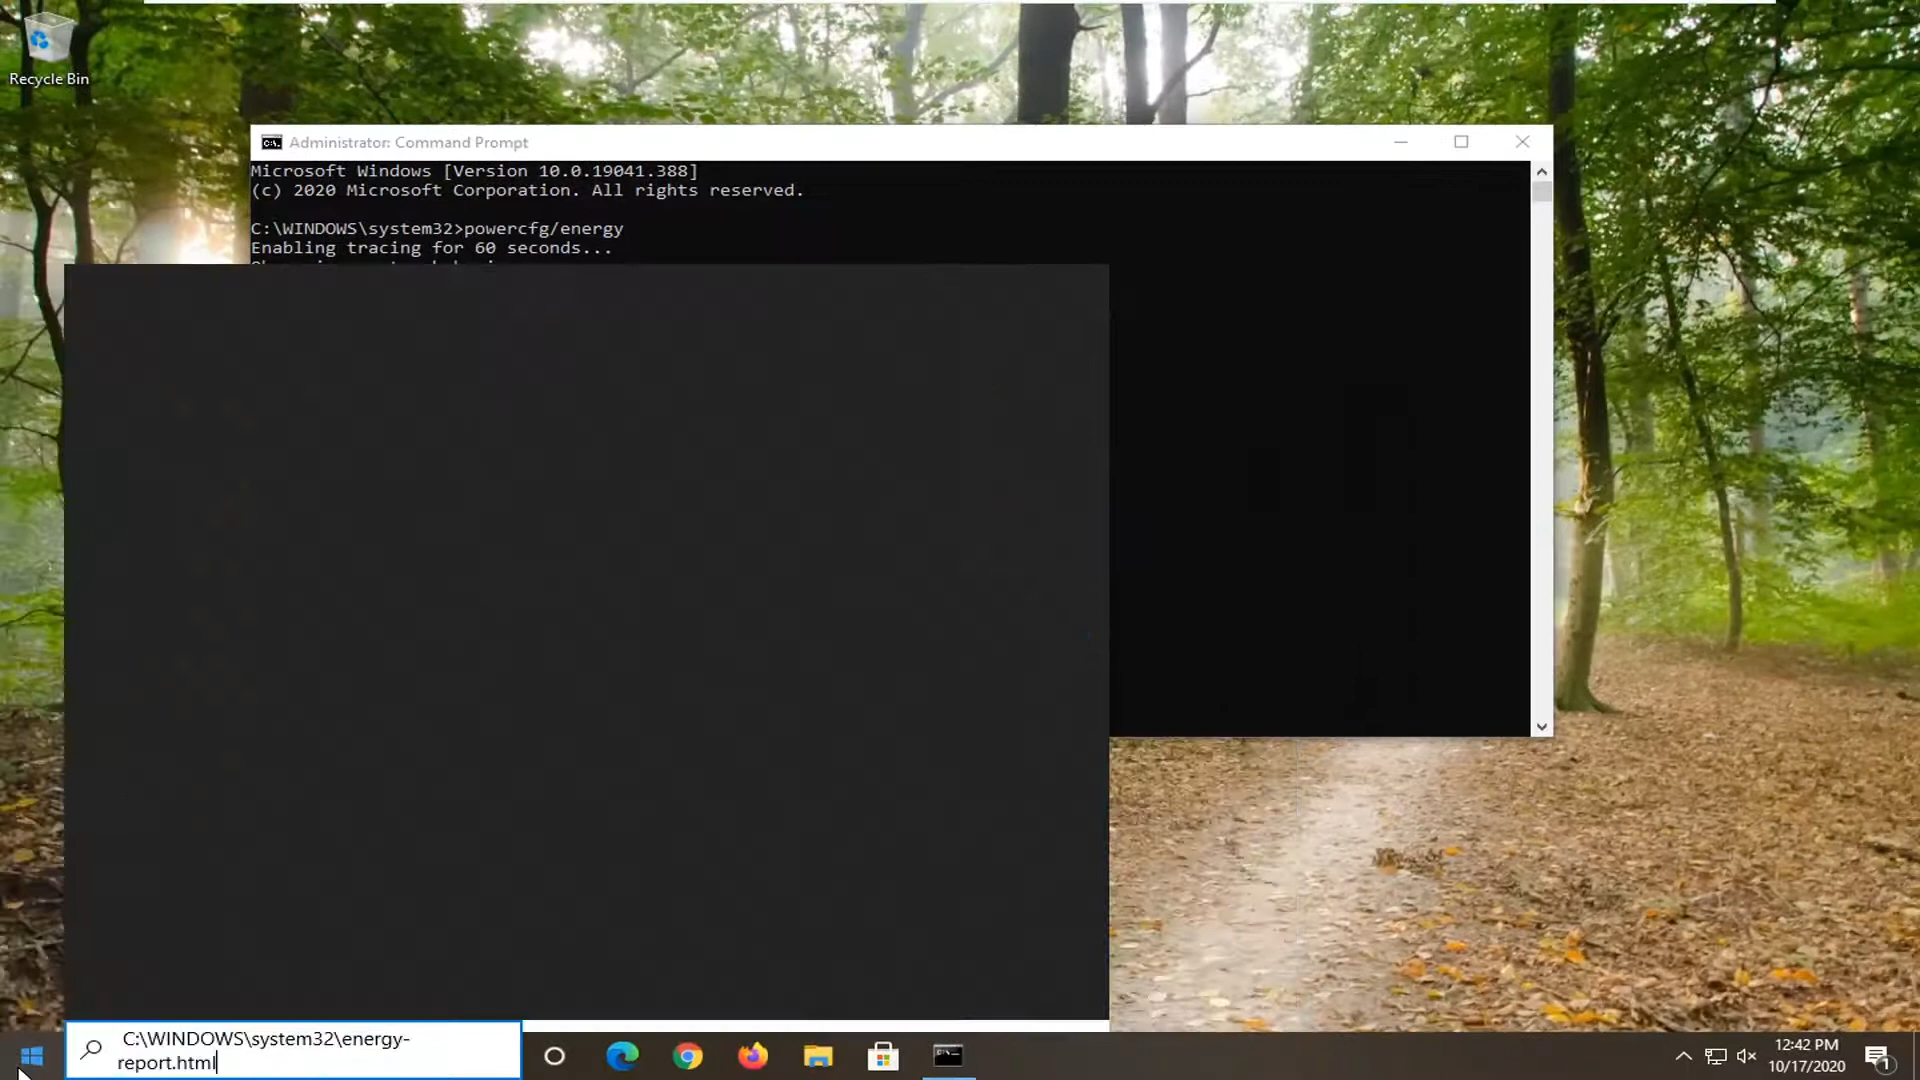 Recycle Bin
Administrator: Command Prompt
Microsoft Windows [Version 10.0.19041.388]
(c) 2020 Microsoft Corporation. All rights reserved.
C:\WINDOWS\system32>powercfg/energy
Enabling tracing for 60 seconds...
C:\WINDOWS\system32\energy-
report.html
12:42 PM
10/17/2020
1